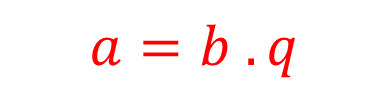 a = b . q